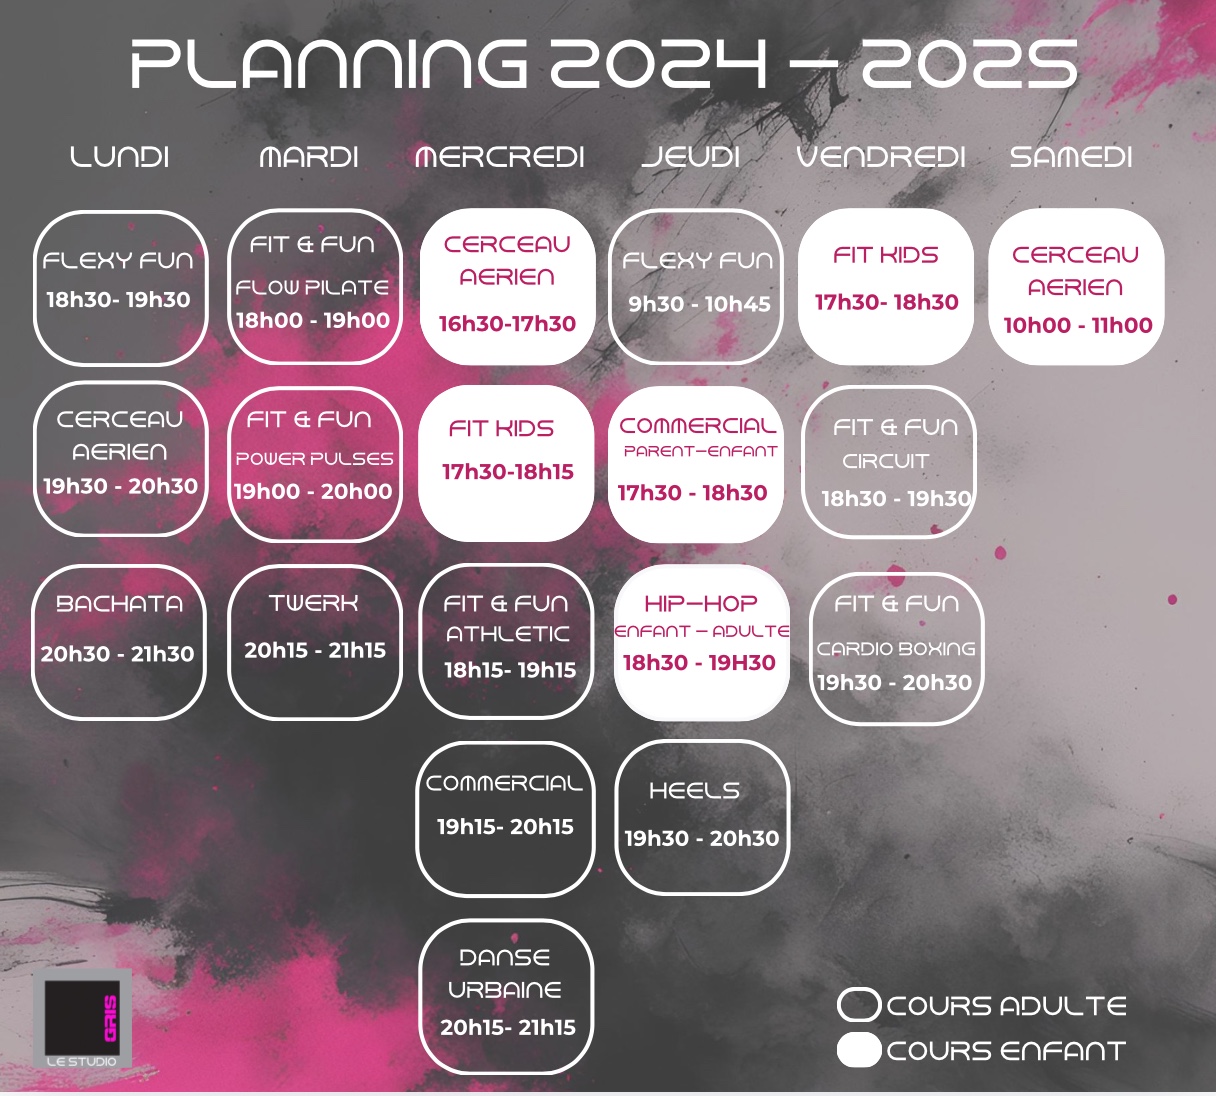 PLANNING 2024 - 2025
LUNDI
FLEXY FUN
18h30- 19h30
CERCEAU
AERIEN
19h30 - 20h30
BACHATA
20h30 - 21h30
MARDI
FIT & FUN
FLOW PILATE
18h00 - 19h00
FIT & FUN
POWER PULSES
19h00 - 20h00
TWERK
20h15 - 21h15
MERCREDI
CERCEAU
AERIEN
16h30-17h30
FIT KIDS
17h30-18h15
FIT & FUN
ATHLETIC
18h15- 19h15
COMMERCIAL
19h15- 20h15
DANSE
URBAINE
20h15- 21h15
JEUDI
FLEXY FUN
9h30 - 10h45
COMMERCIAL
PARENT-ENFANT
17h30 - 18h30
HIP-HOP
ENFANT - ADULTE
18h30 - 19H30
HEELS
19h30 - 20h30
VENDREDI
FIT KIDS
17h30- 18h30
FIT & FUN
CIRCUIT
18h30 - 19h30
FIT & FUN
CARDIO BOXING
19h30 - 20h30
SAMEDI
CERCEAU
AERIEN
10h00 - 11h00
GRIS
LE STUDIO
COURS ADULTE
COURS ENFANT